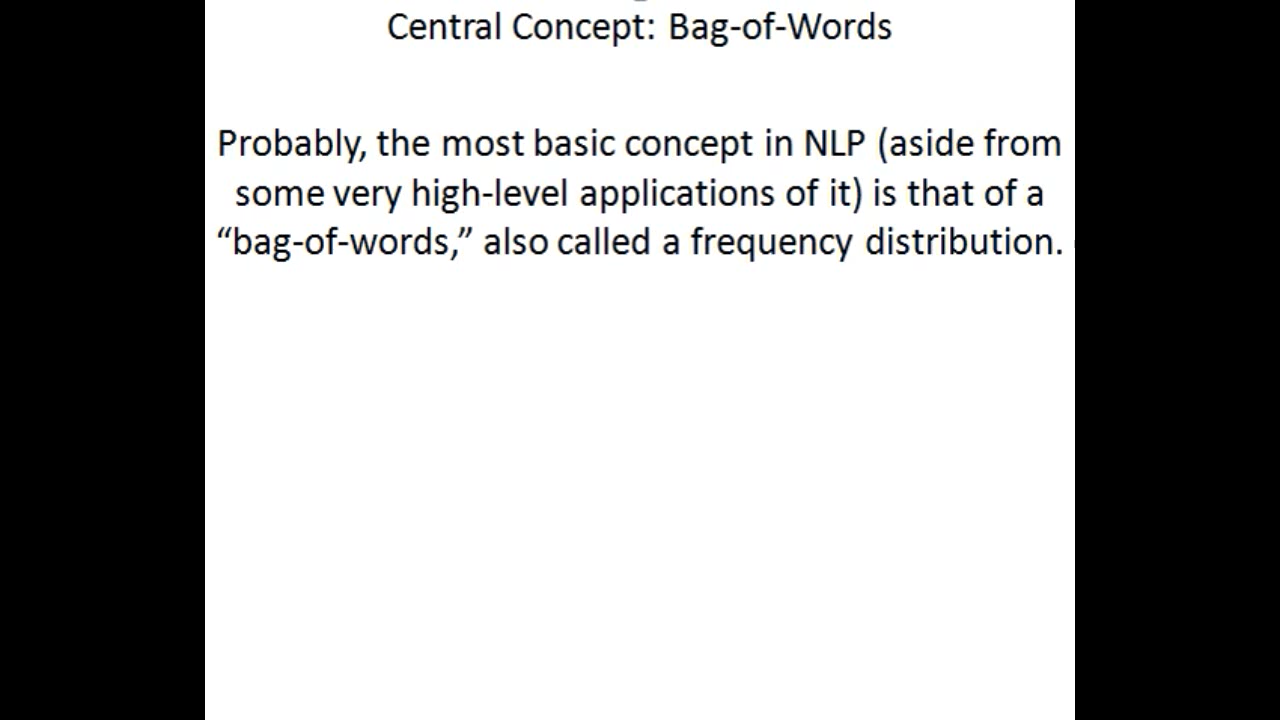 Central Concept: Bag-of-Words
Probably, the most basic concept in NLP (aside from
some very high-level applications of it) is that of a
“bag-of-words,” also called a frequency distribution.